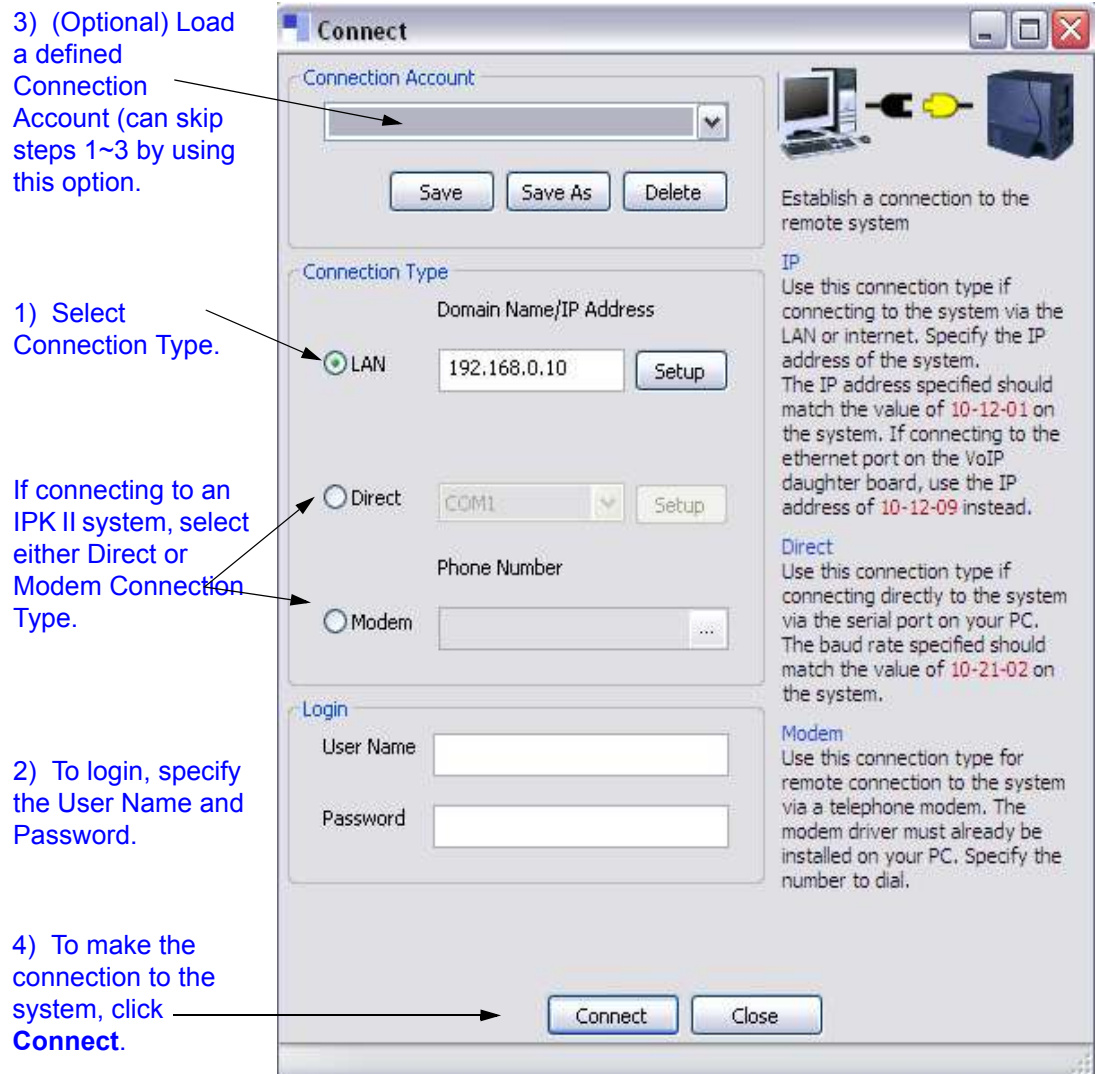 3) (Optional) Load
a defined
Connection
Account (can skip
steps 1~3 by using
this option.
1) Select
Connection Type.
If connecting to an
IPK II system, select
either Direct or
Modem Connection
Type.
2) To login, specify
the User Name and
Password.
4) To make the
connection to the
system, click
Connect.
Connect
Connection Account
Save Save As Delete
Connection Type
Domain Name/IP Address
LAN 192.168.0.10 Setup
Direct COM1 Setup
Phone Number
Modem ...
Login
User Name
Password
Connect Close
Establish a connection to the
remote system
IP
Use this connection type if
connecting to the system via the
LAN or internet. Specify the IP
address of the system.
The IP address specified should
match the value of 10-12-01 on
the system. If connecting to the
ethernet port on the VoIP
daughter board, use the IP
address of 10-12-09 instead.
Direct
Use this connection type if
connecting directly to the system
via the serial port on your PC.
The baud rate specified should
match the value of 10-21-02 on
the system.
Modem
Use this connection type for
remote connection to the system
via a telephone modem. The
modem driver must already be
installed on your PC. Specify the
number to dial.